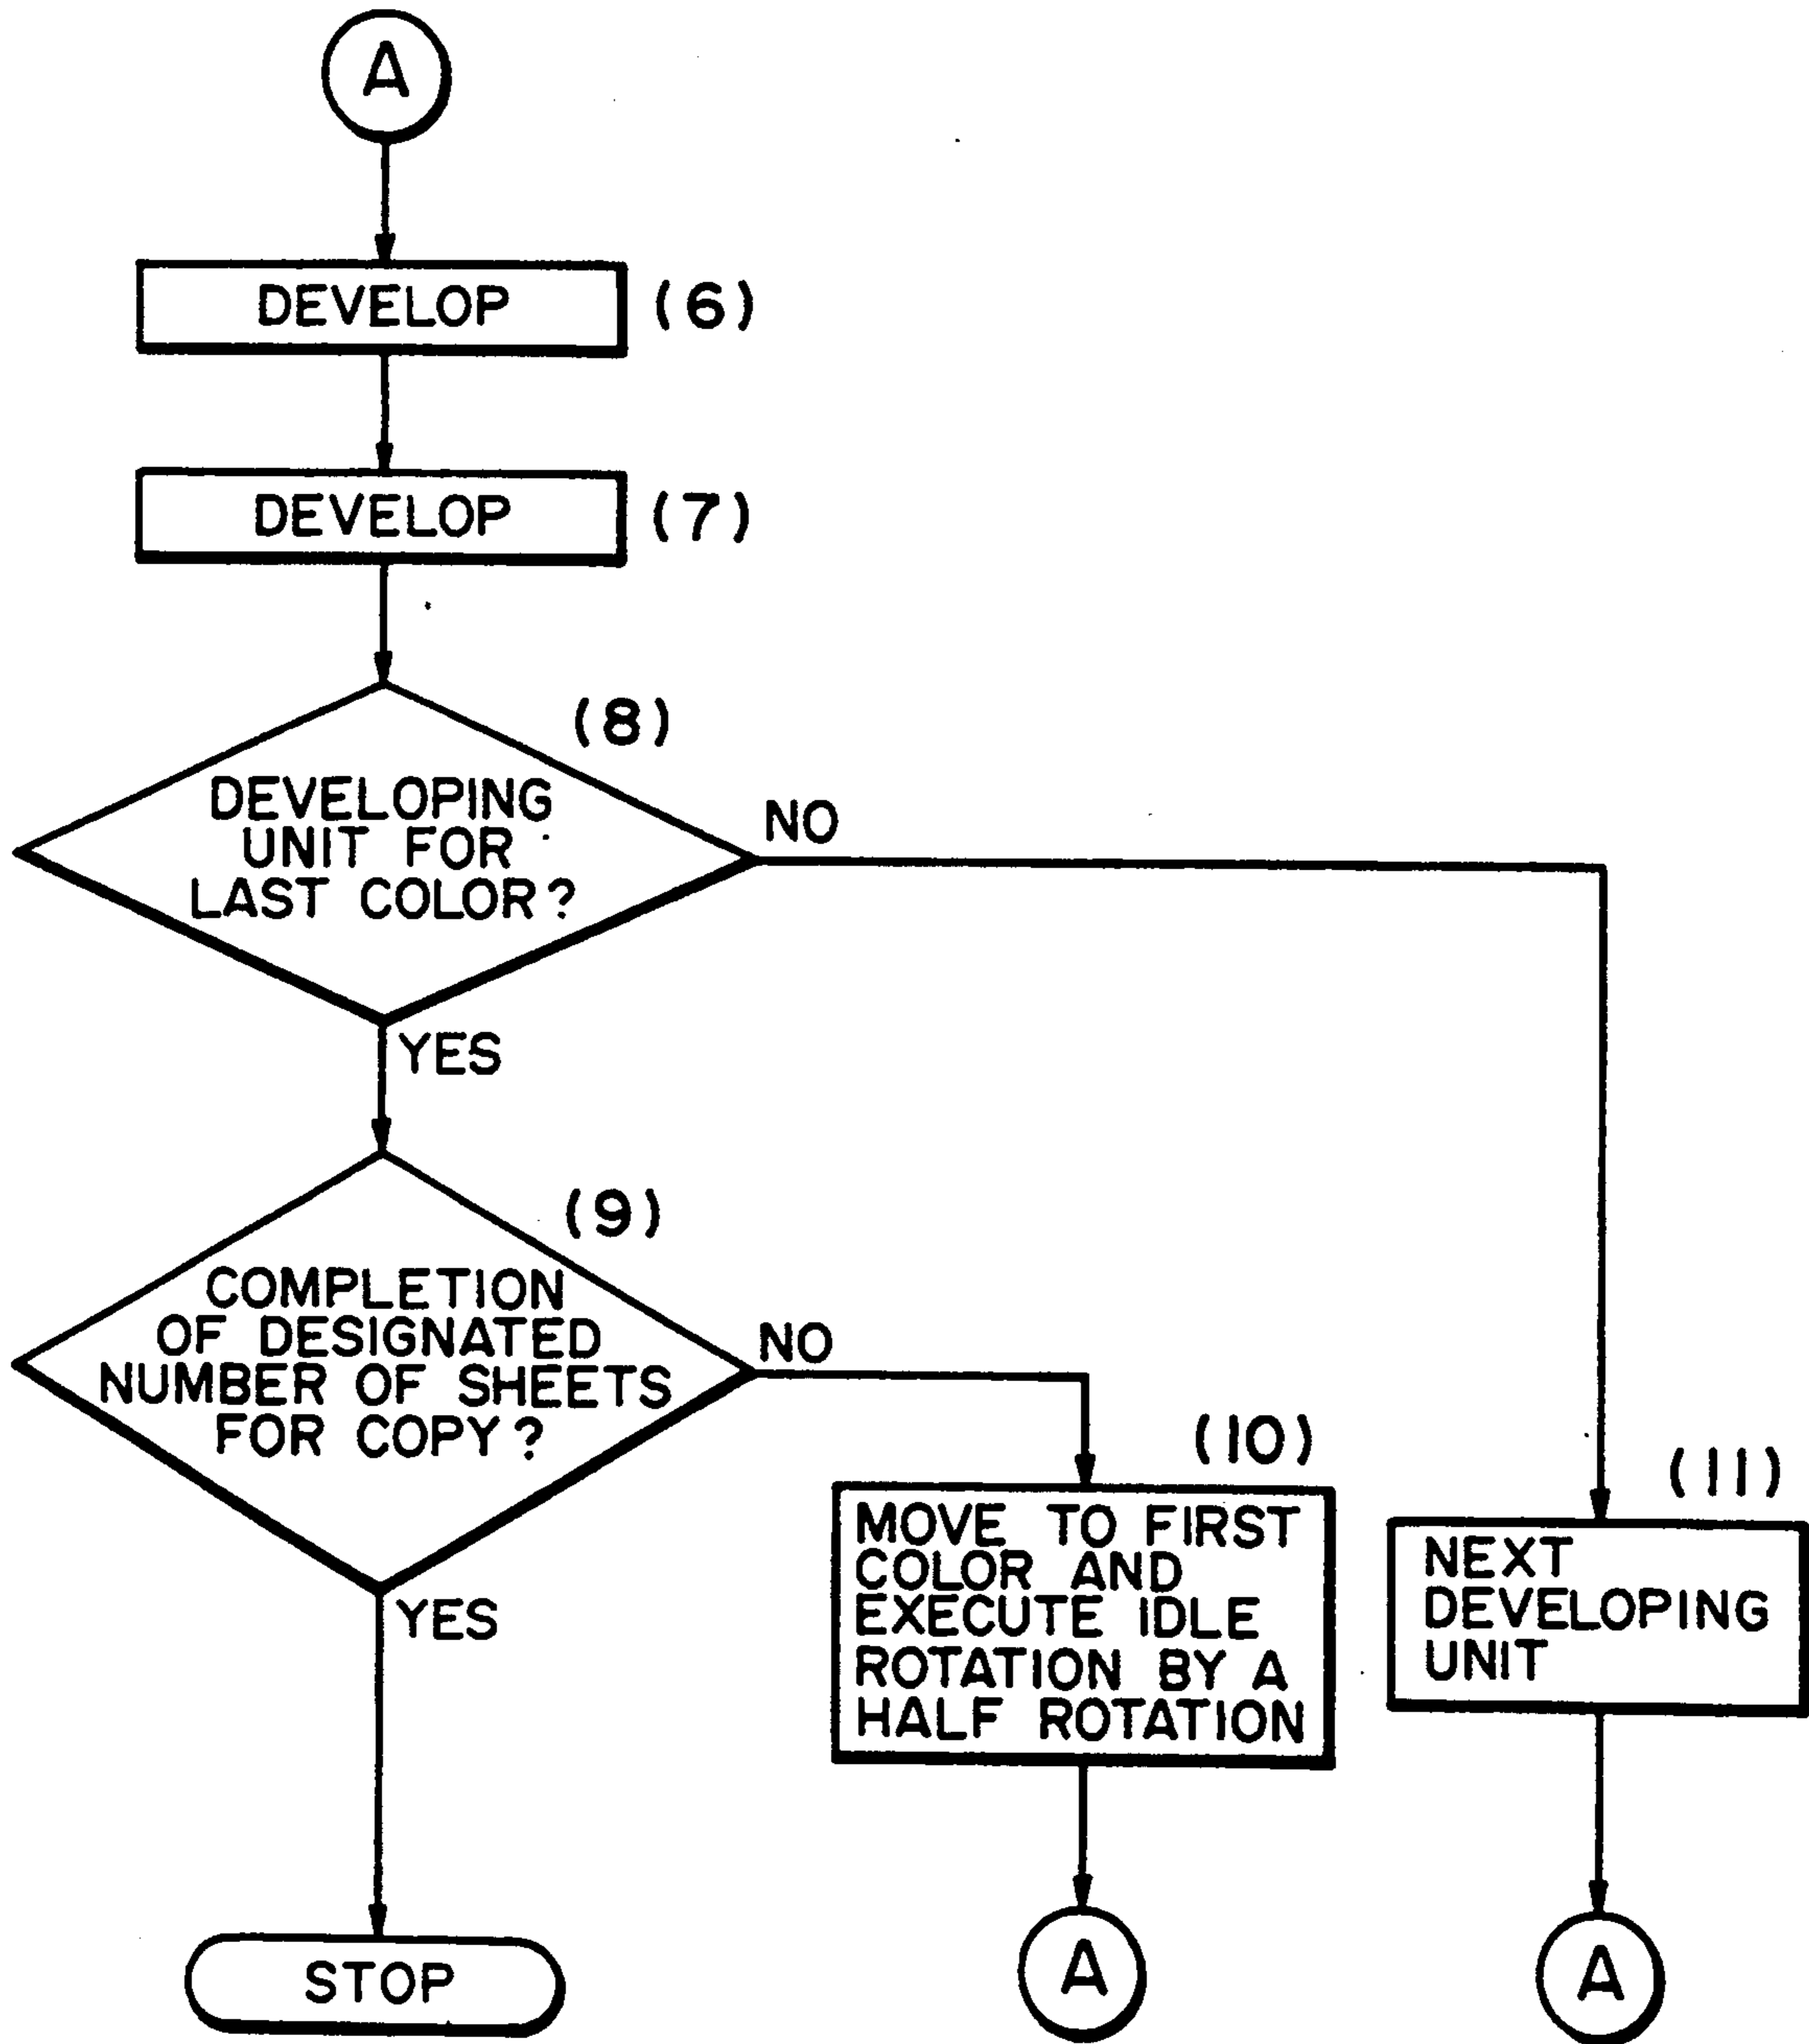 A
DEVELOP
(6)
DEVELOP
(7)
(8)
DEVELOPING
UNIT FOR
LAST COLOR?
NO
YES
(9)
COMPLETION
OF DESIGNATED
NUMBER OF SHEETS
FOR COPY?
NO
YES
(10)
MOVE TO FIRST
COLOR AND
EXECUTE IDLE
ROTATION BY A
HALF ROTATION
(11)
NEXT
DEVELOPING
UNIT
STOP
A
A